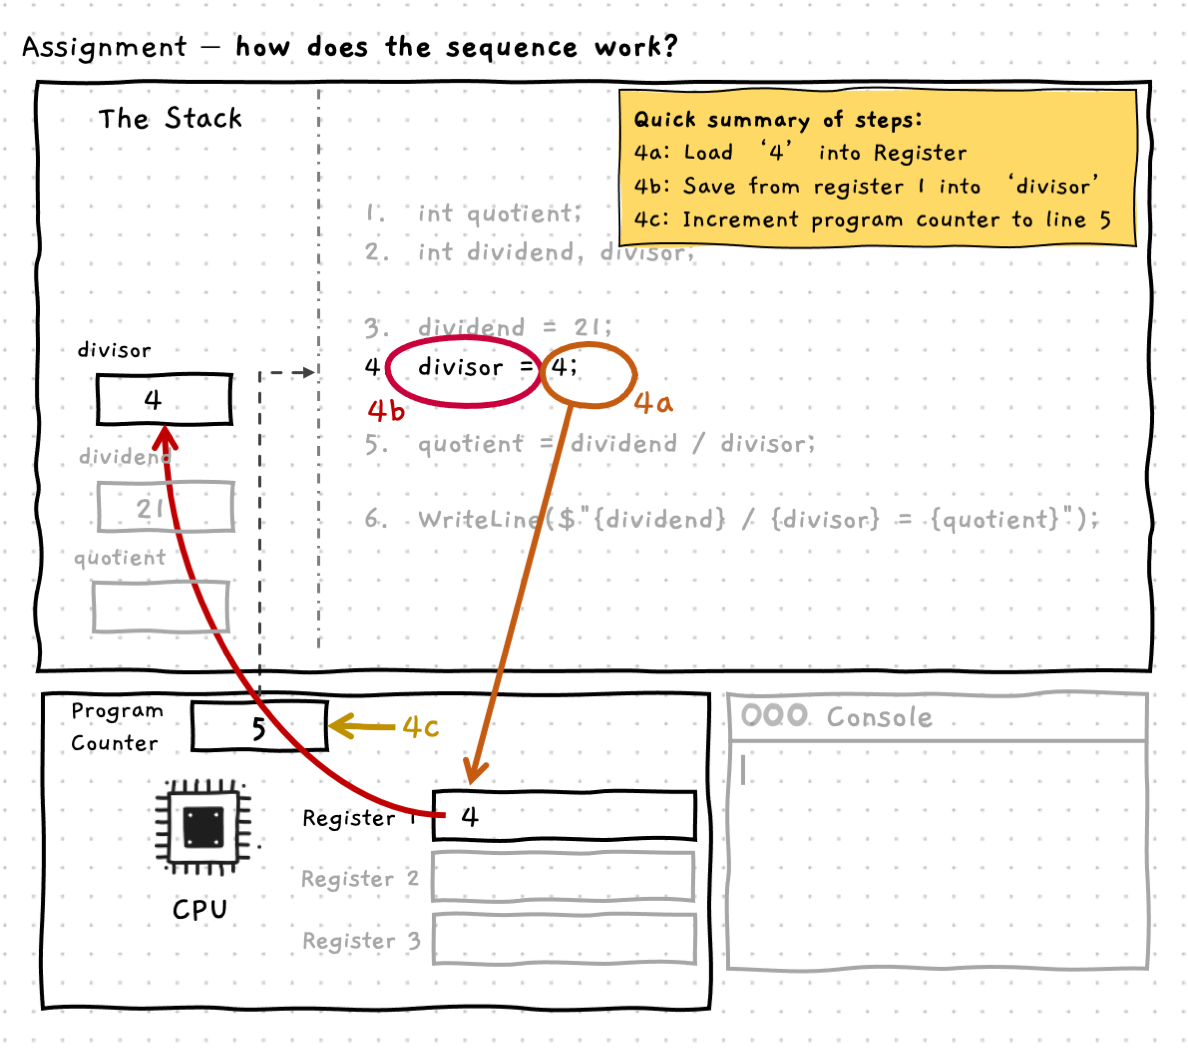 Assignment – how does the sequence work?
The Stack
Quick summary of steps:
4a: Load ‘4’ into Register
4b: Save from register 1 into ‘divisor’
4c: Increment program counter to line 5
1. int quotient;
2. int dividend, divisor;
3. dividend = 21;
4 divisor = 4;
4b
4a
5. quotient = dividend / divisor;
6. WriteLine($"{dividend} / {divisor} = {quotient}");
divisor
4
dividend
21
quotient
Program
Counter
5
4c
CPU
Register 1
4
Register 2
Register 3
Console